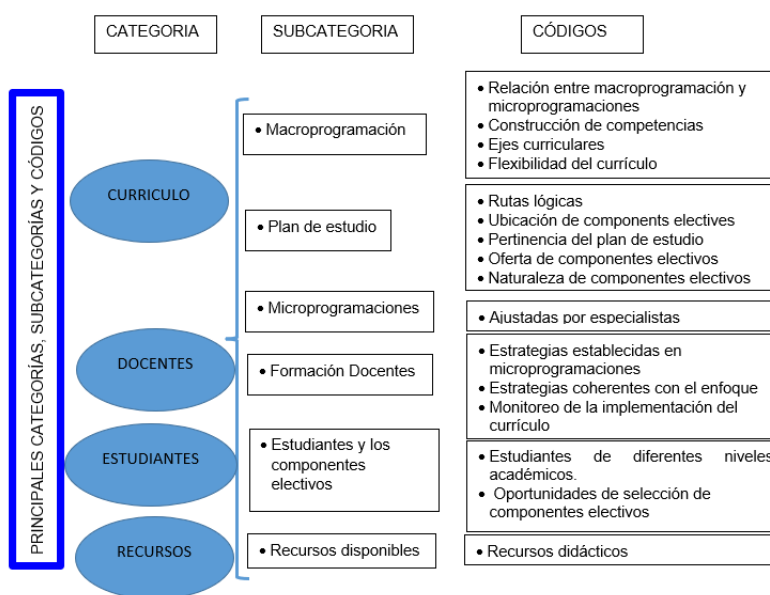 CATEGORIA
SUBCATEGORIA
CÓDIGOS
PRINCIPALES CATEGORÍAS, SUBCATEGORÍAS Y CÓDIGOS
CURRICULO
• Macroprogramación
• Relación entre macroprogramación y
microprogramaciones
• Construcción de competencias
• Ejes curriculares
• Flexibilidad del currículo
• Plan de estudio
• Rutas lógicas
• Ubicación de components electives
• Pertinencia del plan de estudio
• Oferta de componentes electivos
• Naturaleza de componentes electivos
• Microprogramaciones
• Ajustadas por especialistas
DOCENTES
• Formación Docentes
• Estrategias establecidas en
microprogramaciones
• Estrategias coherentes con el enfoque
• Monitoreo de la implementación del
currículo
ESTUDIANTES
• Estudiantes y los
componentes
electivos
• Estudiantes de diferentes niveles
académicos.
• Oportunidades de selección de
componentes electivos
RECURSOS
• Recursos disponibles
• Recursos didácticos